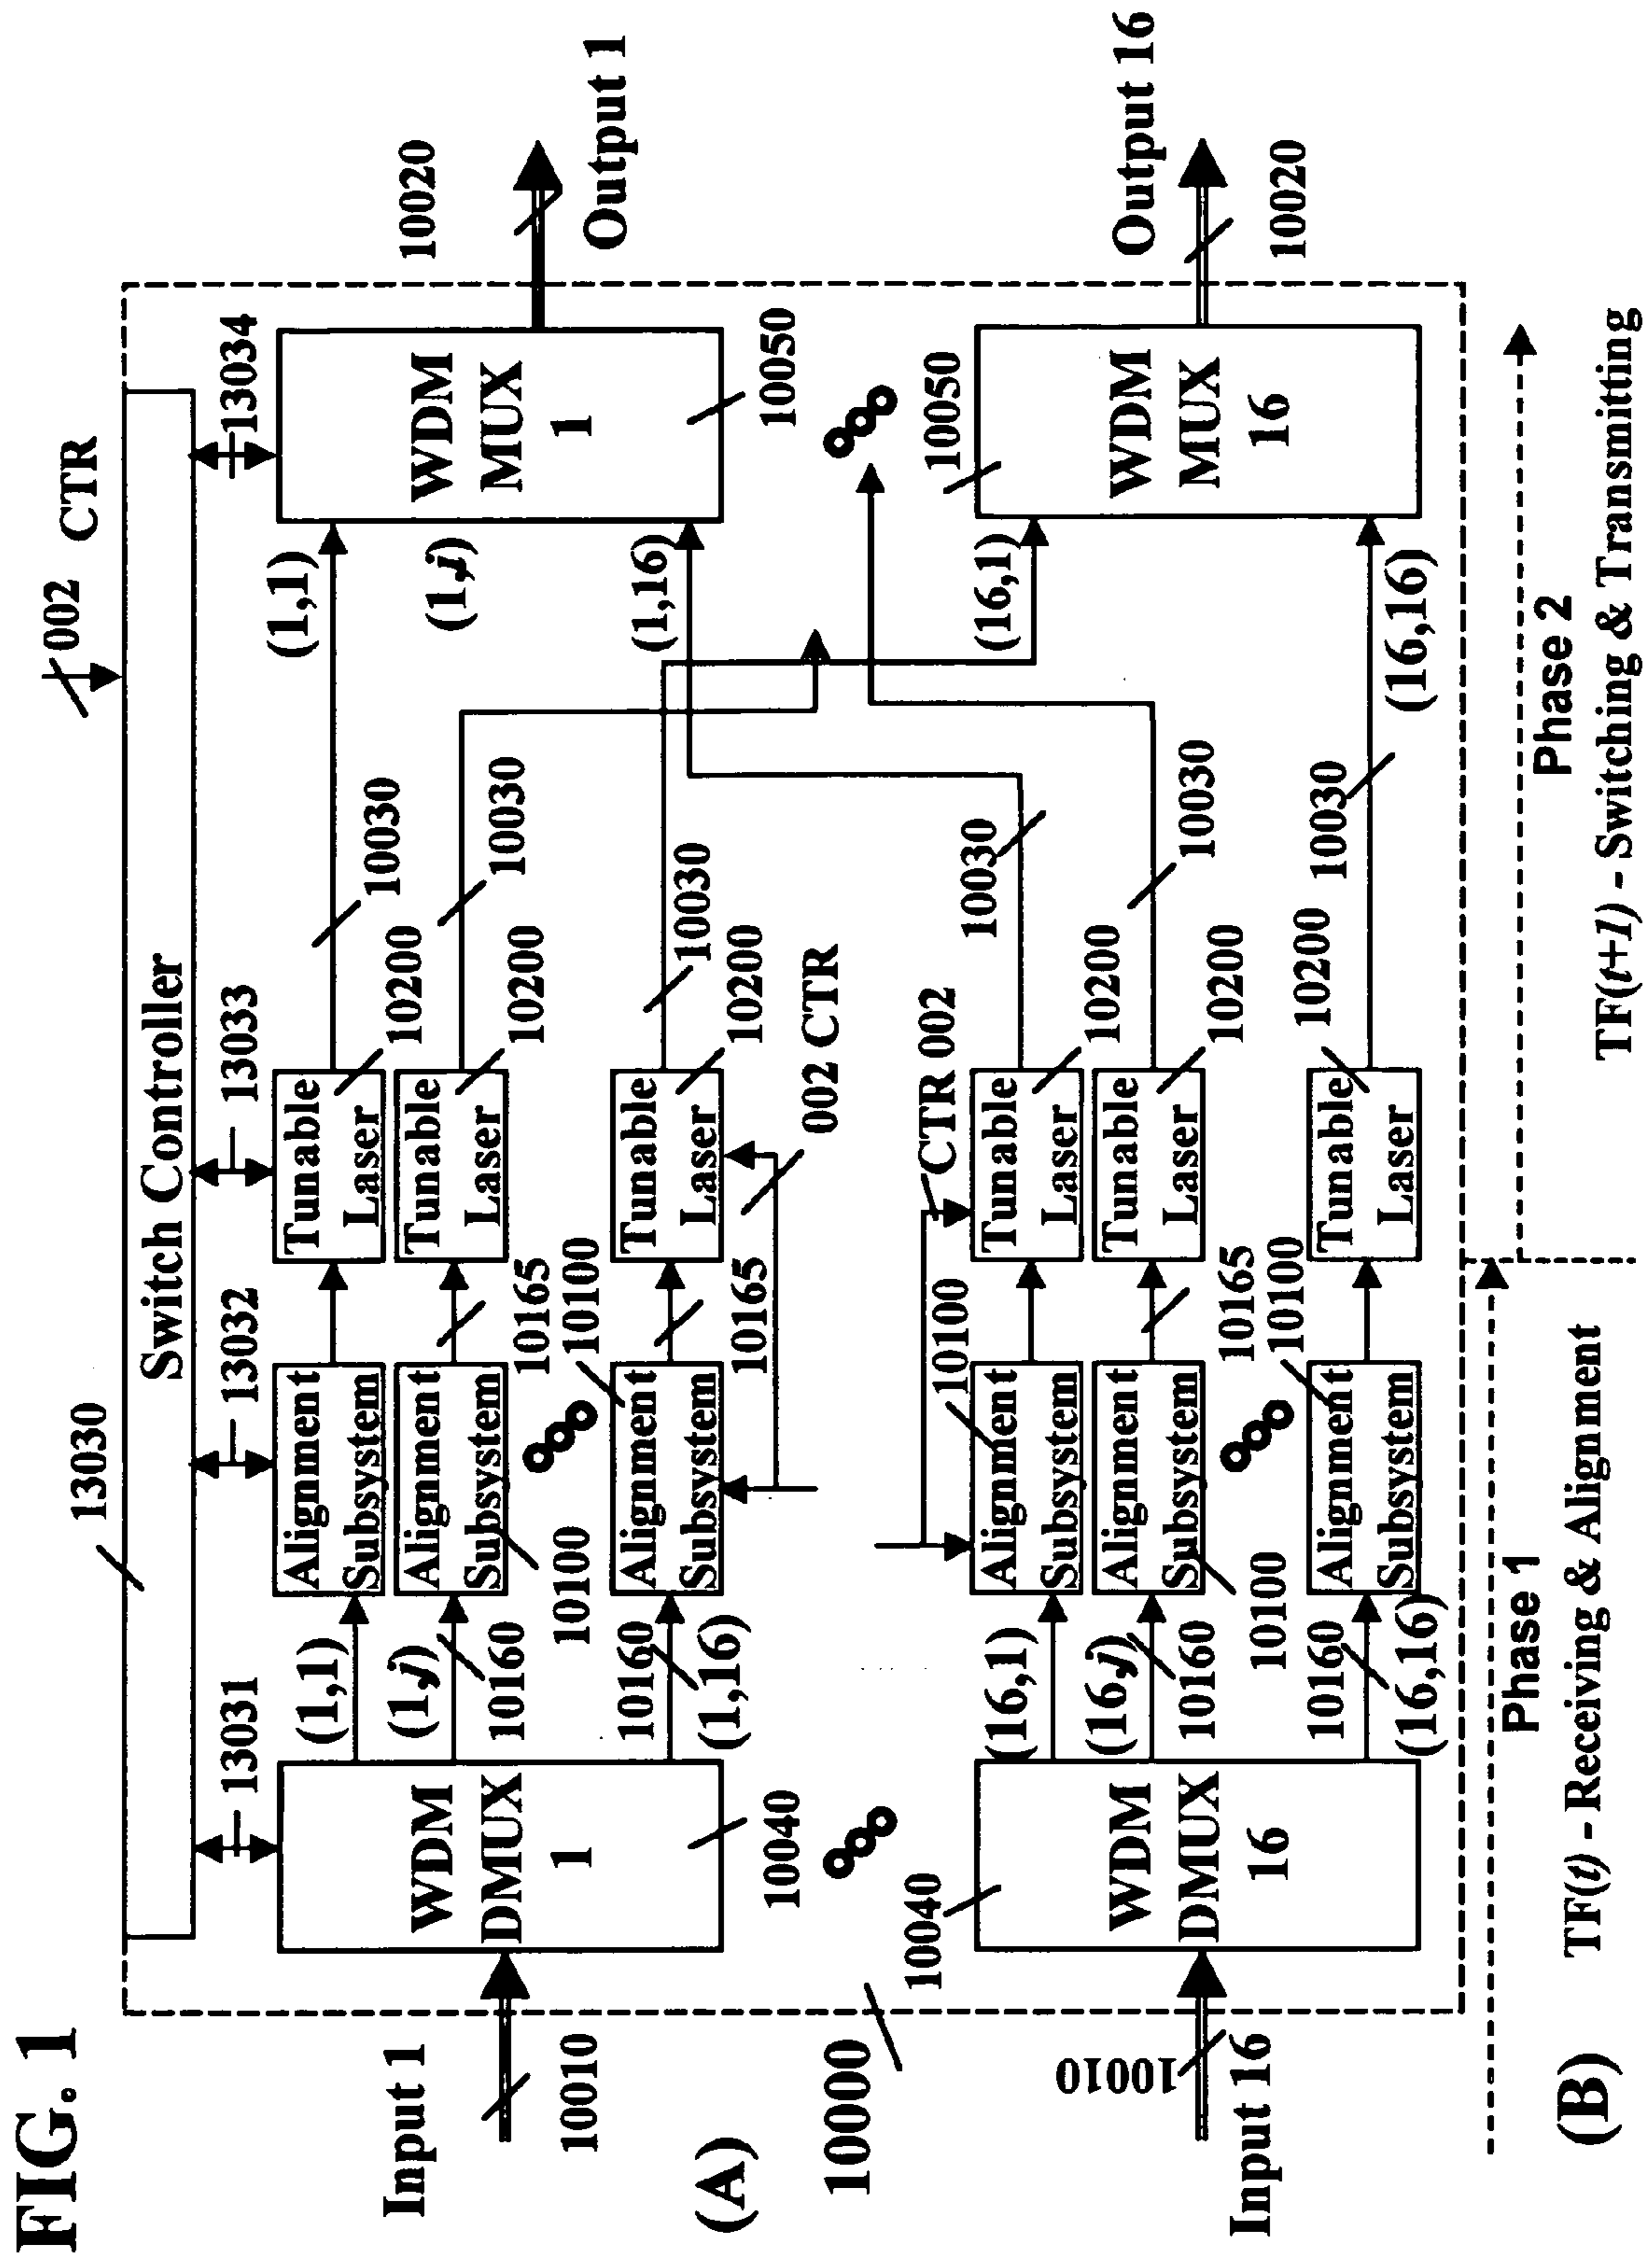 FIG. 1
002 CTR
13030
Switch Controller
13031
13032
13033
13034
Input 1
10010
WDM
DMUX
1
10040
(1,1)
(1,j)
10160
10160
(1,16)
Alignment
Subsystem
Alignment
Subsystem
10100
10165
10100
Alignment
Subsystem
10165
Tunable
Laser
10200
Tunable
Laser
10200
Tunable
Laser
10200
002 CTR
10030
10030
10030
(1,1)
(1,j)
(1,16)
WDM
MUX
1
10050
10020
Output 1
(A)
10000
10040
Input 16
10010
WDM
DMUX
16
(16,1)
(16,j)
10160
10160
(16,16)
10100
CTR 002
Alignment
Subsystem
Alignment
Subsystem
10100
10165
10100
Alignment
Subsystem
Tunable
Laser
10200
Tunable
Laser
10200
10200
Tunable
Laser
10030
10030
10030
(16,1)
(16,16)
10050
WDM
MUX
16
Output 16
10020
Phase 1
Phase 2
(B)
TF(t) - Receiving & Alignment
TF(t+1) - Switching & Transmitting